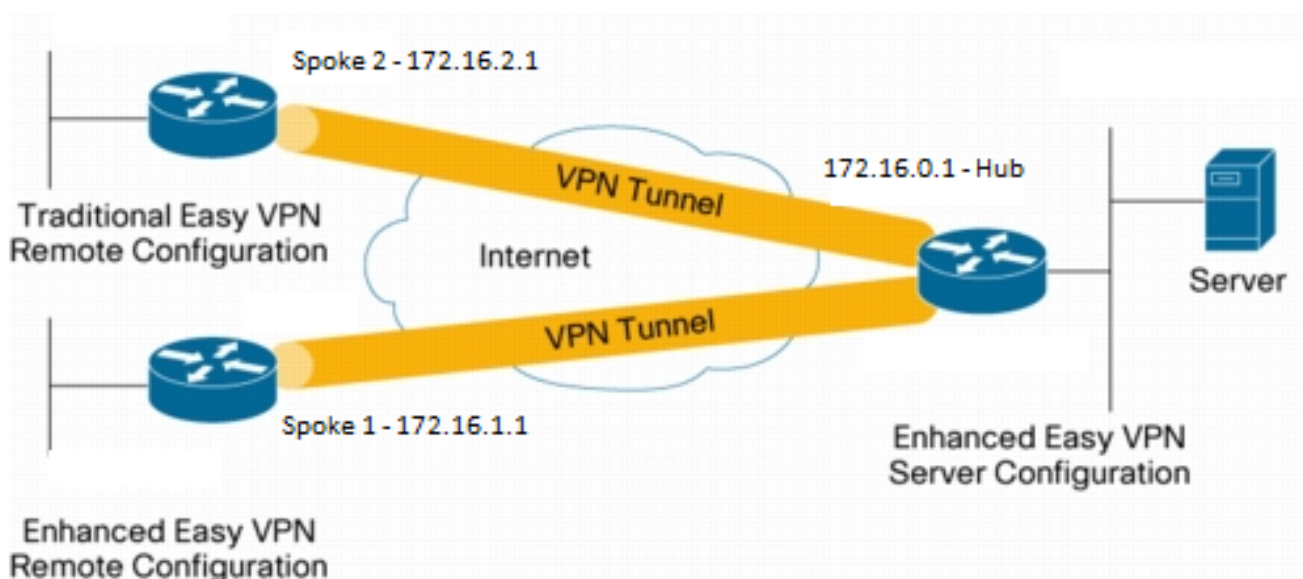 Spoke 2 - 172.16.2.1
172.16.0.1 - Hub
VPN Tunnel
Traditional Easy VPN
Remote Configuration
Internet
Server
VPN Tunnel
Spoke 1 - 172.16.1.1
Enhanced Easy VPN
Server Configuration
Enhanced Easy VPN
Remote Configuration